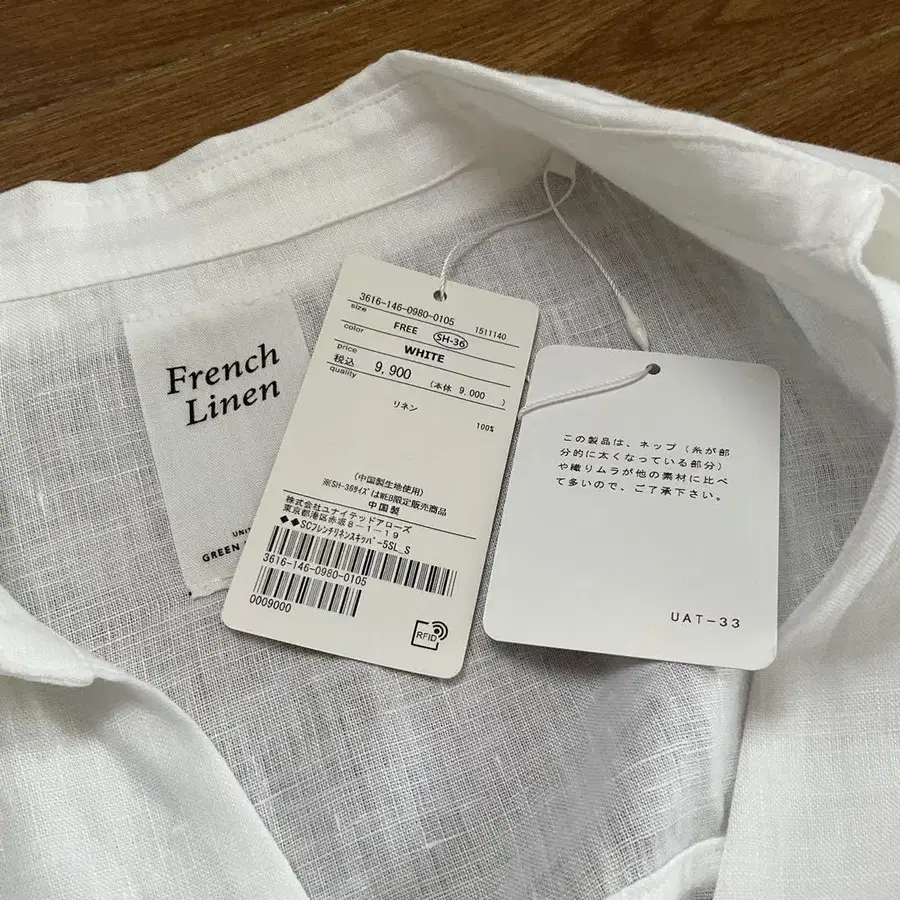 French
Linen
UNI
GREEN
3616-146-0980-0105
size FREE SH-36 1511140
color WHITE
price
税込 9,900 (本体 9.000 )
quality
リネン
100%
(中国製生地使用)
※SH-36サイズはWEB限定販売商品
中国製
株式会社ユナイテッドアローズ
東京都港区赤坂8-1-19
◆◆SCフレンチリネンスキッパ-5SL_S
3616-146-0980-0105
0009000
RFID
この製品は、ネップ(糸が部
分的に太くなっている部分)
や織りムラが他の素材に比べ
て多いので、ご了承下さい。
UAT-33